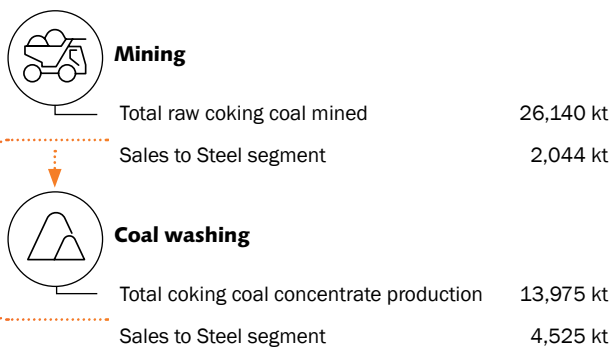 Mining
Total raw coking coal mined 26,140 kt
Sales to Steel segment 2,044 kt
Coal washing
Total coking coal concentrate production 13,975 kt
Sales to Steel segment 4,525 kt